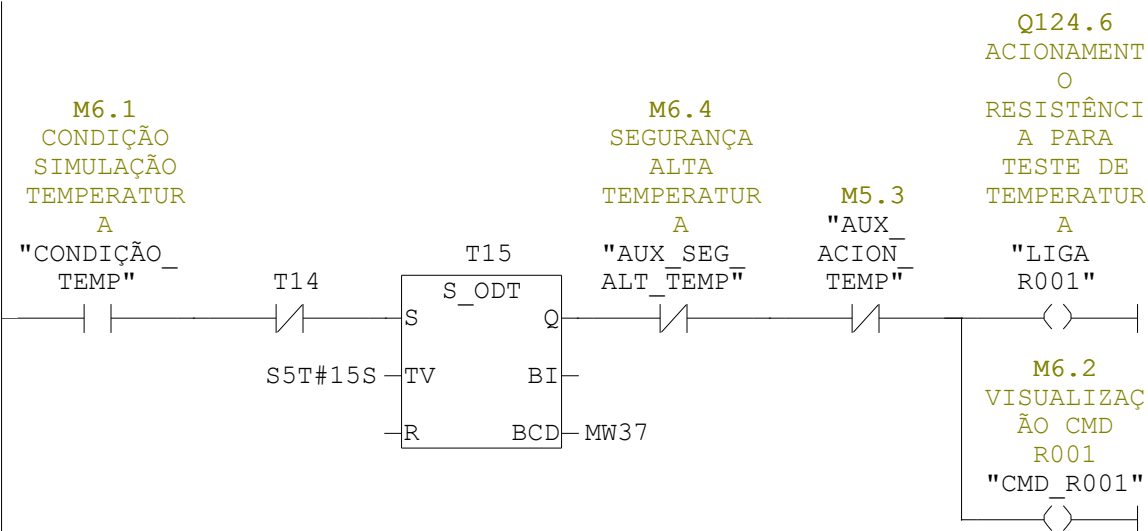 M6.1
CONDIÇÃO
SIMULAÇÃO
TEMPERATUR
A
"CONDIÇÃO_
TEMP"
T14
T15
S_ODT
S
Q
S5T#15S
TV
BI
R
BCD
MW37
M6.4
SEGURANÇA
ALTA
TEMPERATUR
A
"AUX_SEG_
ALT_TEMP"
M5.3
"AUX_
ACION_
TEMP"
Q124.6
ACIONAMENT
O
RESISTÊNCI
A PARA
TESTE DE
TEMPERATUR
A
"LIGA
R001"
M6.2
VISUALIZAÇ
ÃO CMD
R001
"CMD_R001"